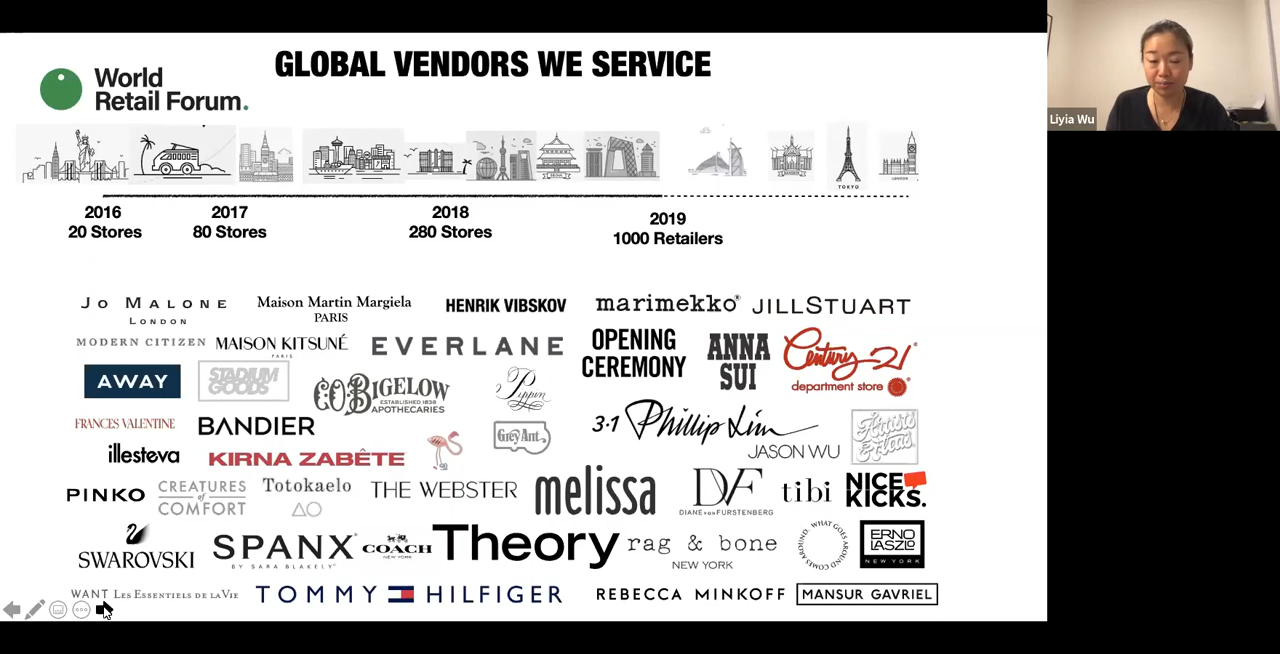 GLOBAL VENDORS WE SERVICE
World
Retail Forum.
Liyia Wu
SEOUL
BANGKOK
TOKYO
LONDON
2016
20 Stores
2017
80 Stores
2018
280 Stores
2019
1000 Retailers
JO MALONE
LONDON
Maison Martin Margiela
PARIS
HENRIK VIBSKOV
marimekko®
JILLSTUART
MODERN CITIZEN
MAISON KITSUNÉ
PARIS
EVERLANE
OPENING
CEREMONY
ANNA
SUI
Century 21®
department store
AWAY
STADIUM
GOODS
C.O. BIGELOW
ESTABLISHED 1838
APOTHECARIES
Pippin
FRANCES VALENTINE
BANDIER
Grey Ant
3·1 Phillip Lim
JASON WU
illesteva
KIRNA ZABÊTE
PINKO
CREATURES
of
COMFORT
Totokaelo
THE WEBSTER
melissa
DVF
DIANE VON FURSTENBERG
tibi
NICE
KICKS.
SWAROVSKI
SPANX®
BY SARA BLAKELY®
COACH
NEW YORK
Theory
rag & bone
NEW YORK
WHAT GOES AROUND COMES AROUND
ERNO
LASZLO
NEW YORK
WANT LES ESSENTIELS DE LA VIE
TOMMY HILFIGER
REBECCA MINKOFF
MANSUR GAVRIEL